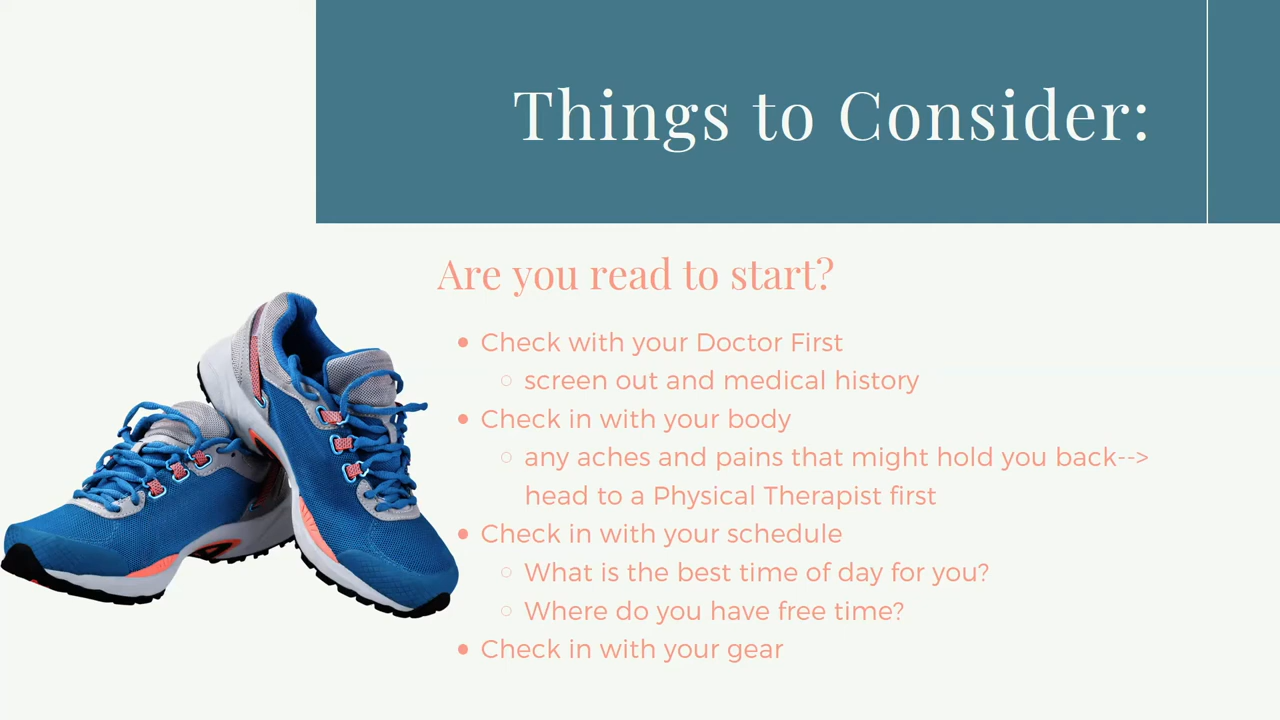 Things to Consider:
Are you read to start?
Check with your Doctor First
screen out and medical history
Check in with your body
any aches and pains that might hold you back-->
head to a Physical Therapist first
Check in with your schedule
What is the best time of day for you?
Where do you have free time?
Check in with your gear